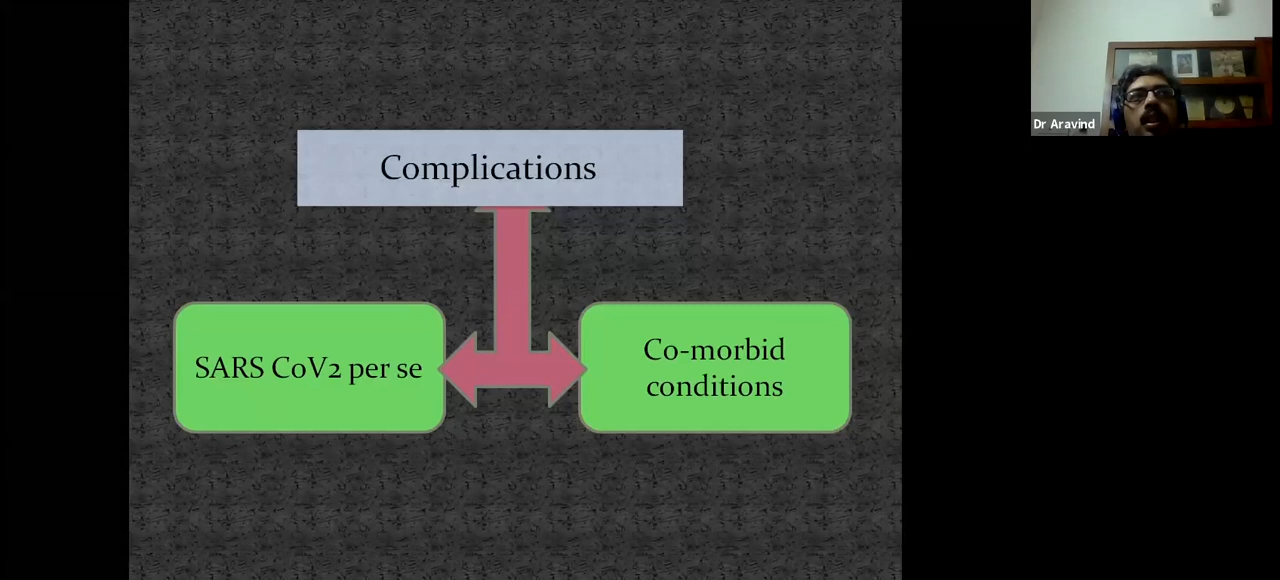 Complications
SARS CoV2 per se
Co-morbid
conditions
Dr Aravind